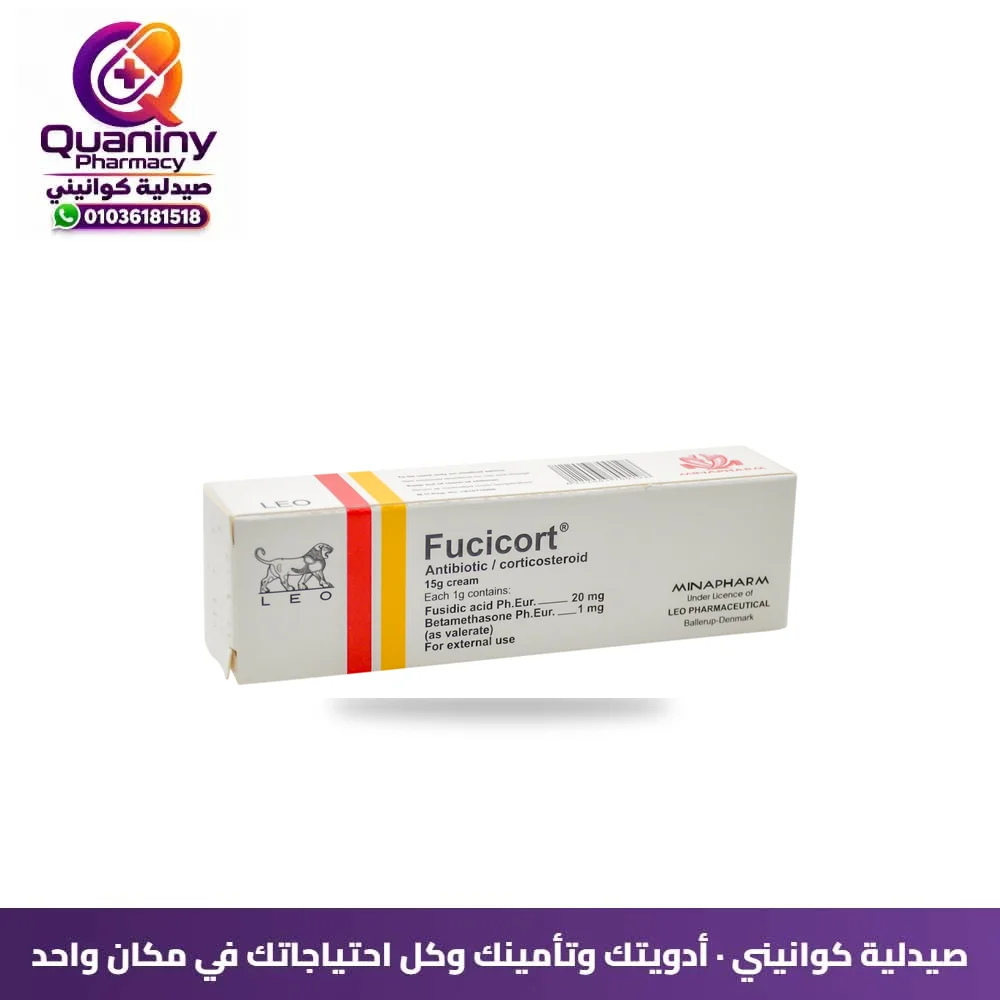 Quaniny
Pharmacy
صيدلية كوانيني
01036181518
LEO
MINAPHARM
LEO
Fucicort®
Antibiotic / corticosteroid
15g cream
Each 1g contains:
Fusidic acid Ph.Eur. 20 mg
Betamethasone Ph.Eur. 1 mg
(as valerate)
For external use
MINAPHARM
Under Licence of
LEO PHARMACEUTICAL
Ballerup-Denmark
صيدلية كوانيني • أدويتك وتأمينك وكل احتياجاتك في مكان واحد